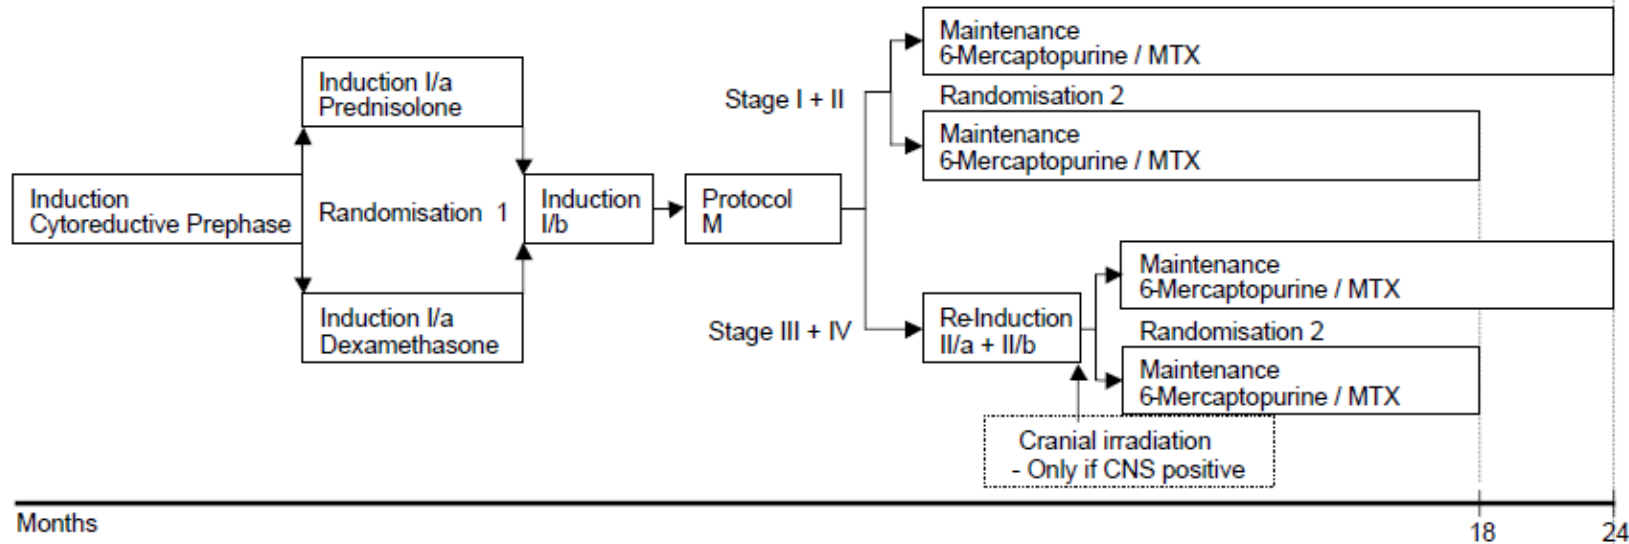 Maintenance
6-Mercaptopurine / MTX
Induction I/a
Prednisolone
Stage I + II
Randomisation 2
Maintenance
6-Mercaptopurine / MTX
Induction
Cytoreductive Prephase
Randomisation 1
Induction
I/b
Protocol
M
Maintenance
6-Mercaptopurine / MTX
Induction I/a
Dexamethasone
Stage III + IV
Re-Induction
II/a + II/b
Randomisation 2
Maintenance
6-Mercaptopurine / MTX
Cranial irradiation
- Only if CNS positive
Months
18
24